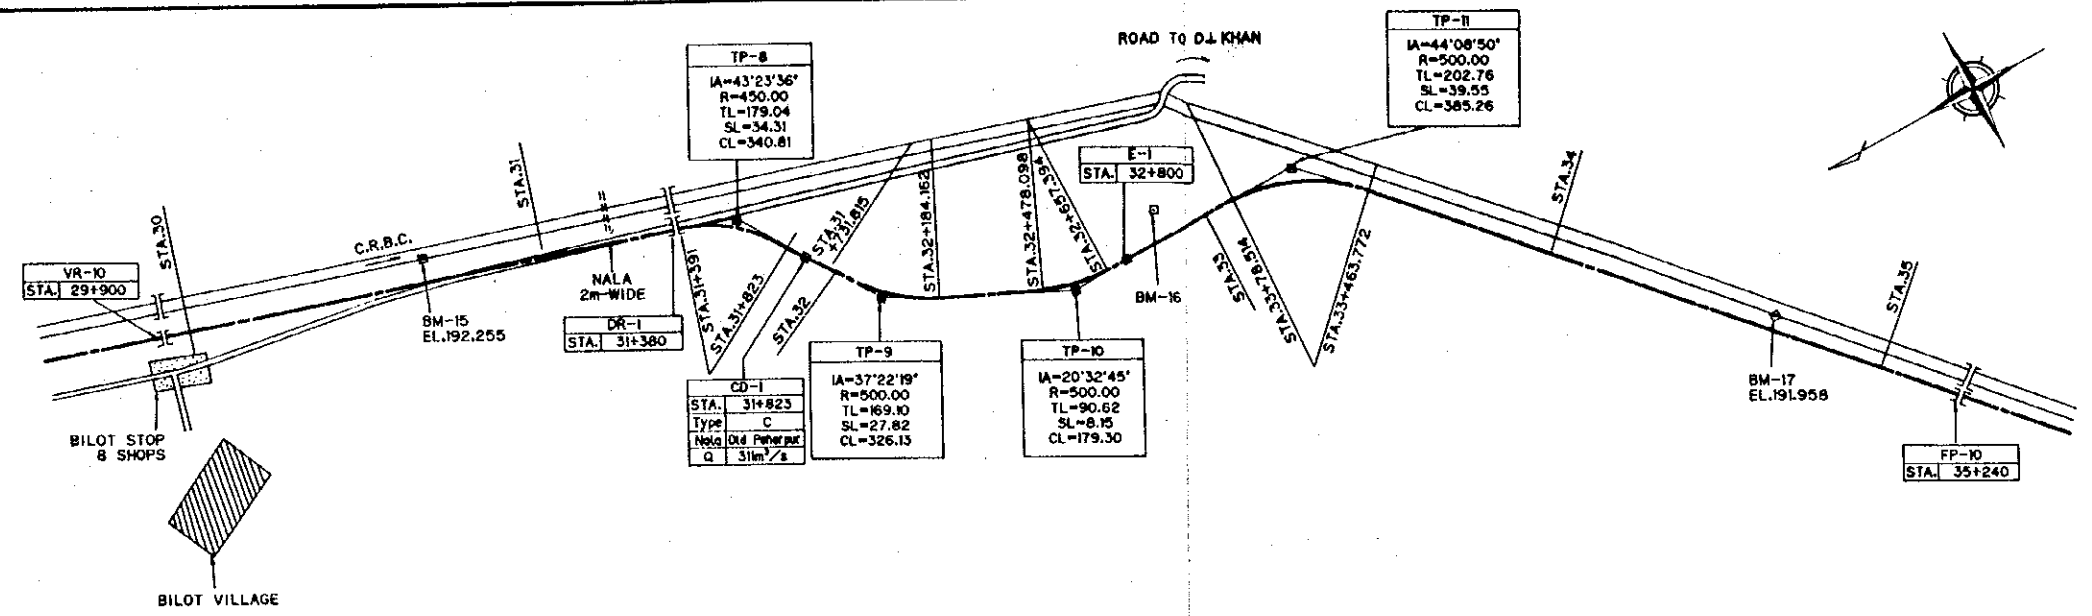 TP-11
IA=44°08'50"
R=500.00
TL=202.76
SL=39.55
CL=385.26
ROAD TO D.I. KHAN
TP-8
IA=43°23'36"
R=450.00
TL=179.04
SL=34.31
CL=340.81
E-1
STA. 32+800
STA.31
STA.30
C.R.B.C.
VR-10
STA. 29+900
NALA
2m-WIDE
BM-15
EL.192.255
DR-1
STA. 31+380
STA.31+391
STA.31+823
STA.31
+731.815
STA.32
STA.32+184.162
STA.32+478.098
STA.32+657.394
BM-16
STA.33
STA.33+78.514
STA.33+463.772
STA.34
STA.35
BM-17
EL.191.958
CD-1
STA. 31+823
Type C
Nala Old Paharpur
Q 311m³/s
TP-9
IA=37°22'19"
R=500.00
TL=169.10
SL=27.82
CL=326.13
TP-10
IA=20°32'45"
R=500.00
TL=90.62
SL=8.15
CL=179.30
FP-10
STA. 35+240
BILOT STOP
8 SHOPS
BILOT VILLAGE